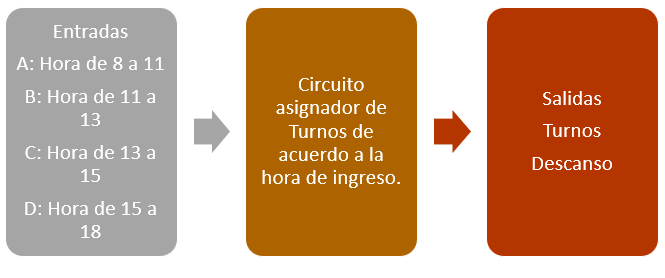 Entradas
A: Hora de 8 a 11
B: Hora de 11 a
13
C: Hora de 13 a
15
D: Hora de 15 a
18
Circuito
asignador de
Turnos de
acuerdo a la
hora de ingreso.
Salidas
Turnos
Descanso